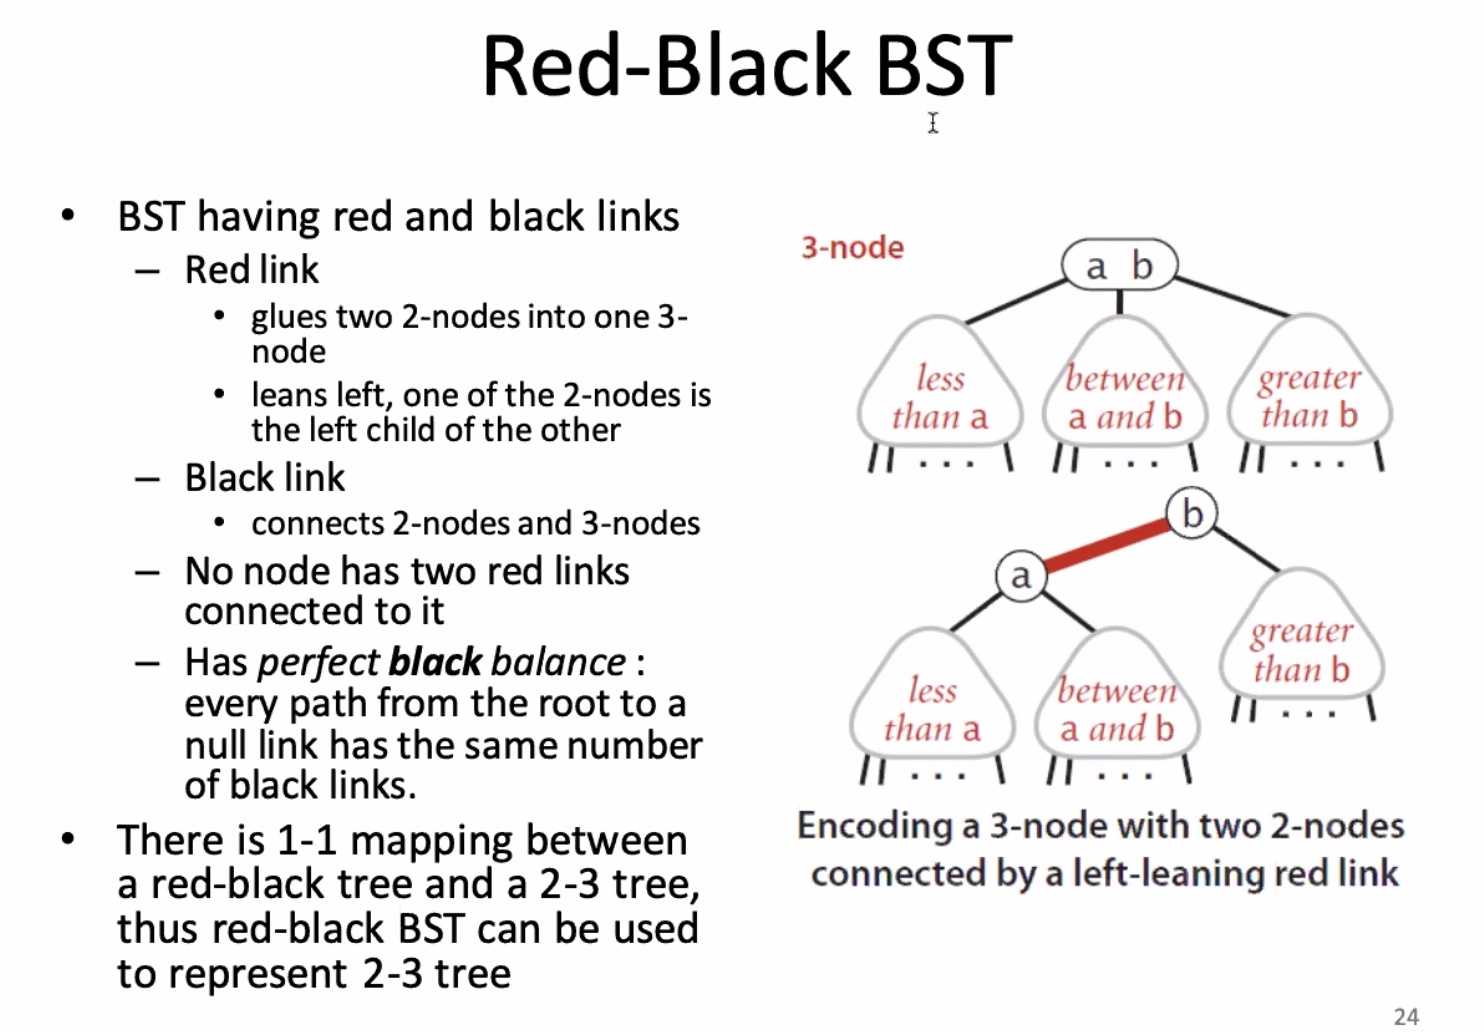 Red-Black BST
• BST having red and black links
– Red link
• glues two 2-nodes into one 3-
node
• leans left, one of the 2-nodes is
the left child of the other
– Black link
• connects 2-nodes and 3-nodes
– No node has two red links
connected to it
– Has perfect black balance :
every path from the root to a
null link has the same number
of black links.
• There is 1-1 mapping between
a red-black tree and a 2-3 tree,
thus red-black BST can be used
to represent 2-3 tree
3-node
a b
less
than a
between
a and b
greater
than b
. . .
. . .
. . .
b
a
less
than a
between
a and b
greater
than b
. . .
. . .
. . .
Encoding a 3-node with two 2-nodes
connected by a left-leaning red link
24